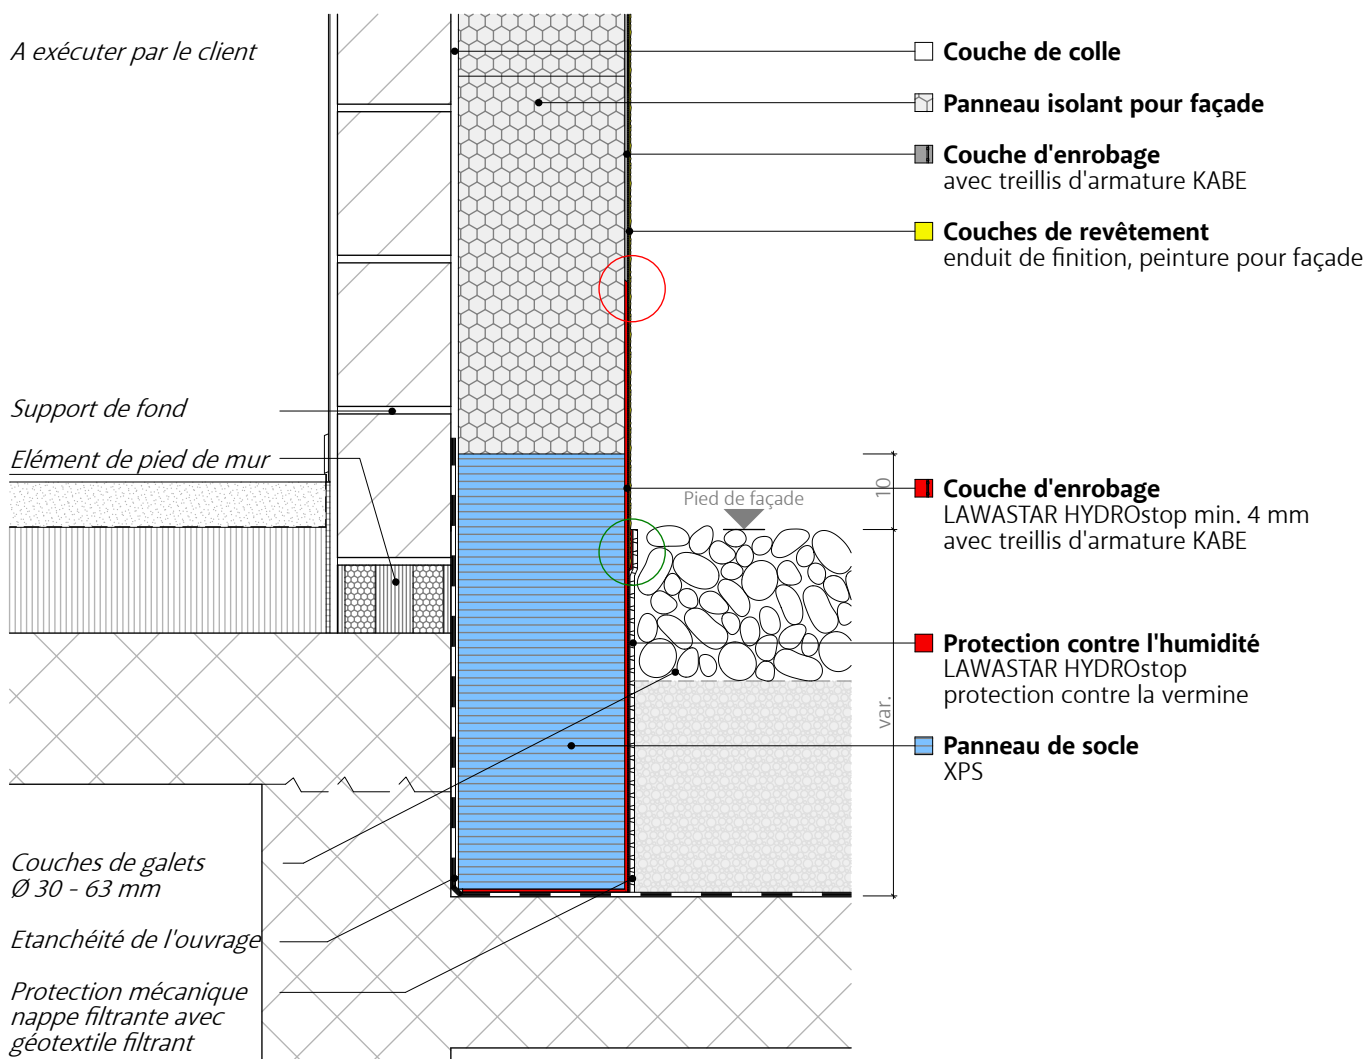 A exécuter par le client
Support de fond
Elément de pied de mur
Couches de galets
Ø 30 - 63 mm
Etanchéité de l'ouvrage
Protection mécanique
nappe filtrante avec
géotextile filtrant
Pied de façade
10
var.
Couche de colle
Panneau isolant pour façade
Couche d'enrobage
avec treillis d'armature KABE
Couches de revêtement
enduit de finition, peinture pour façade
Couche d'enrobage
LAWASTAR HYDROstop min. 4 mm
avec treillis d'armature KABE
Protection contre l'humidité
LAWASTAR HYDROstop
protection contre la vermine
Panneau de socle
XPS